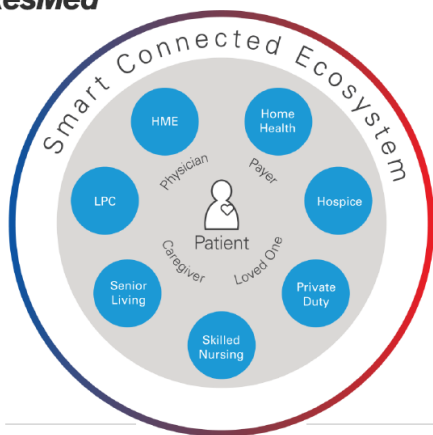 Smart Connected Ecosystem
HME
Home
Health
Physician
Payer
LPC
Hospice
Patient
Caregiver
Loved One
Senior
Living
Private
Duty
Skilled
Nursing